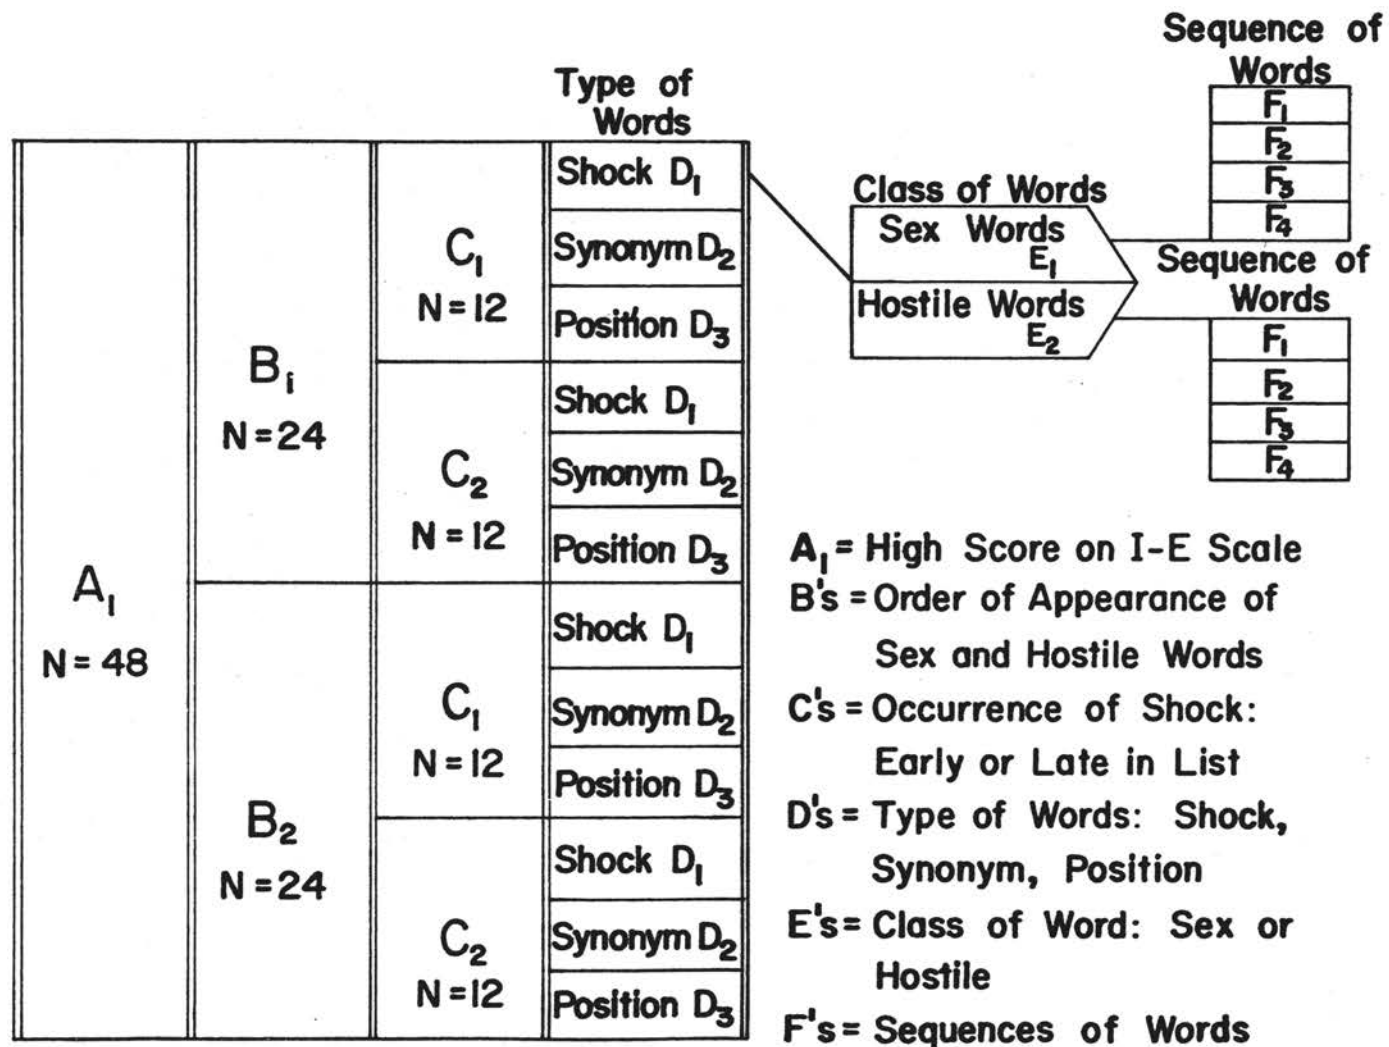 Type of
Words
A₁
N=48
B₁
N=24
C₁
N=12
Shock D₁
Synonym D₂
Position D₃
C₂
N=12
Shock D₁
Synonym D₂
Position D₃
B₂
N=24
C₁
N=12
Shock D₁
Synonym D₂
Position D₃
C₂
N=12
Shock D₁
Synonym D₂
Position D₃
Class of Words
Sex Words
E₁
Hostile Words
E₂
Sequence of
Words
F₁
F₂
F₃
F₄
Sequence of
Words
F₁
F₂
F₃
F₄
A₁ = High Score on I-E Scale
B's = Order of Appearance of
Sex and Hostile Words
C's = Occurrence of Shock:
Early or Late in List
D's = Type of Words: Shock,
Synonym, Position
E's = Class of Word: Sex or
Hostile
F's = Sequences of Words